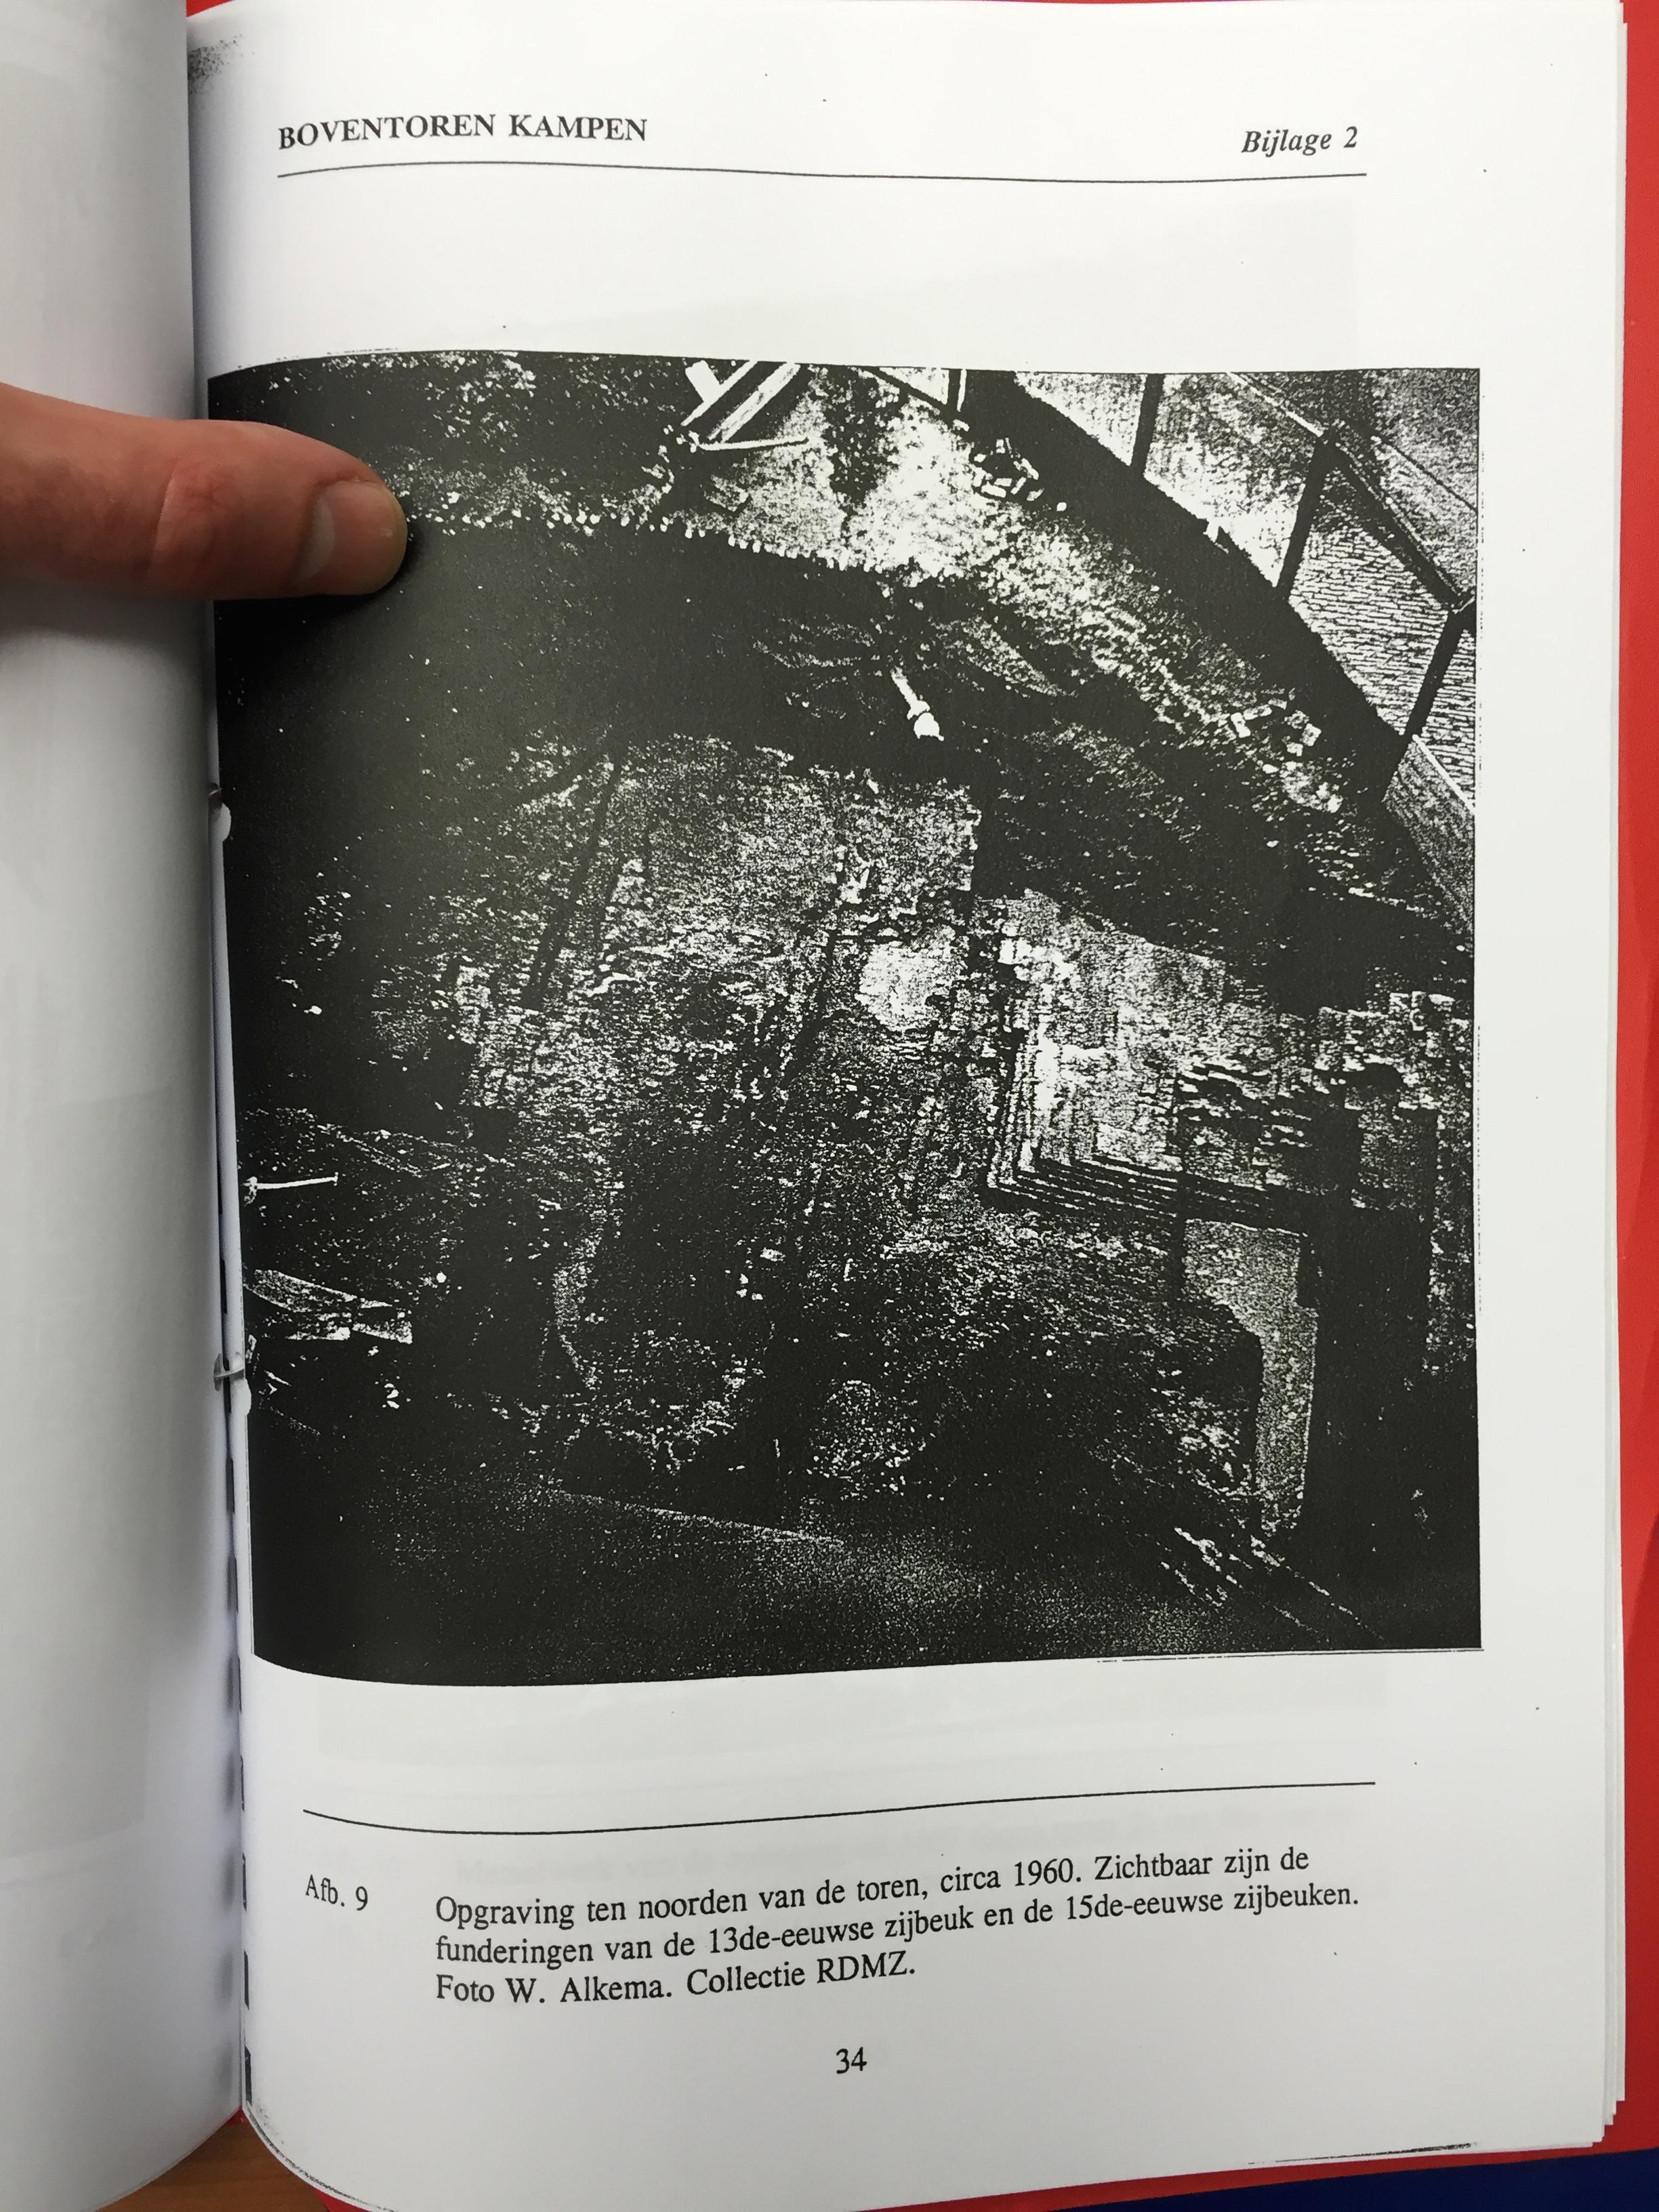 BOVENTOREN KAMPEN
Bijlage 2
Afb. 9
Opgraving ten noorden van de toren, circa 1960. Zichtbaar zijn de
funderingen van de 13de-eeuwse zijbeuk en de 15de-eeuwse zijbeuken.
Foto W. Alkema. Collectie RDMZ.
34